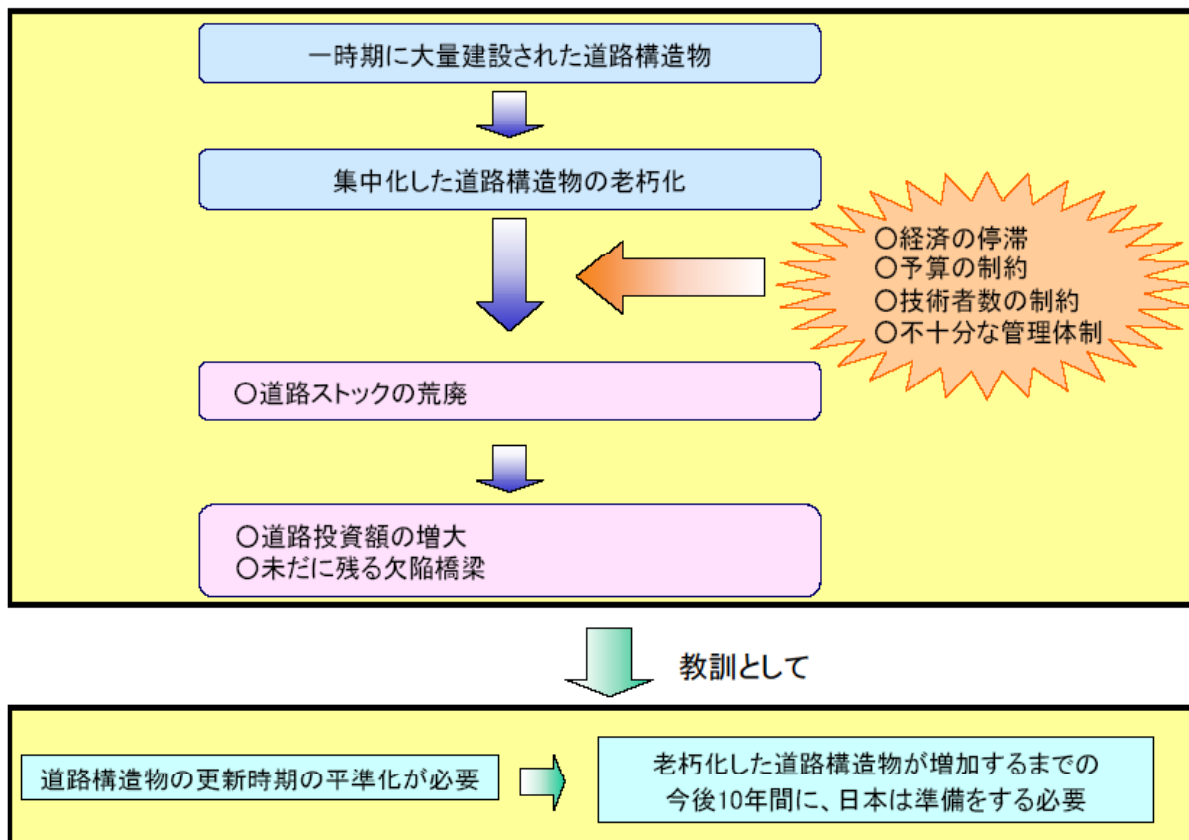 一時期に大量建設された道路構造物
集中化した道路構造物の老朽化
○経済の停滞
○予算の制約
○技術者数の制約
○不十分な管理体制
○道路ストックの荒廃
○道路投資額の増大
○未だに残る欠陥橋梁
教訓として
道路構造物の更新時期の平準化が必要
老朽化した道路構造物が増加するまでの
今後10年間に、日本は準備をする必要